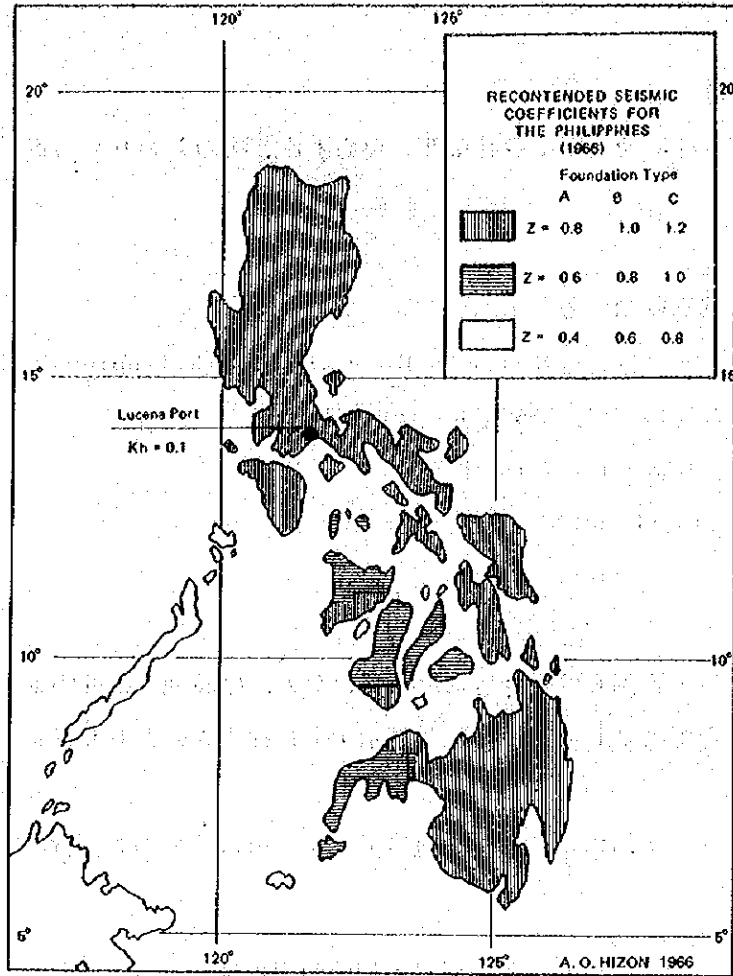 120° 126°
20° 20
RECONTENDED SEISMIC
COEFFICIENTS FOR
THE PHILIPPINES
(1966)
Foundation Type
A B C
Z = 0.8 1.0 1.2
Z = 0.6 0.8 1.0
Z = 0.4 0.6 0.8
15° 15
Lucena Port
Kh = 0.1
10° 10°
5° 5°
120° 125°
A. O. HIZON 1966